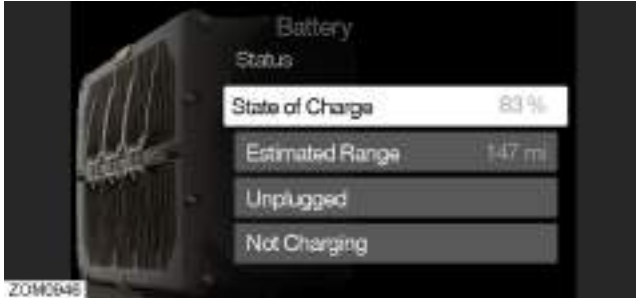 Battery
Status
State of Charge 83 %
Estimated Range 147 mi
Unplugged
Not Charging
ZOM0946